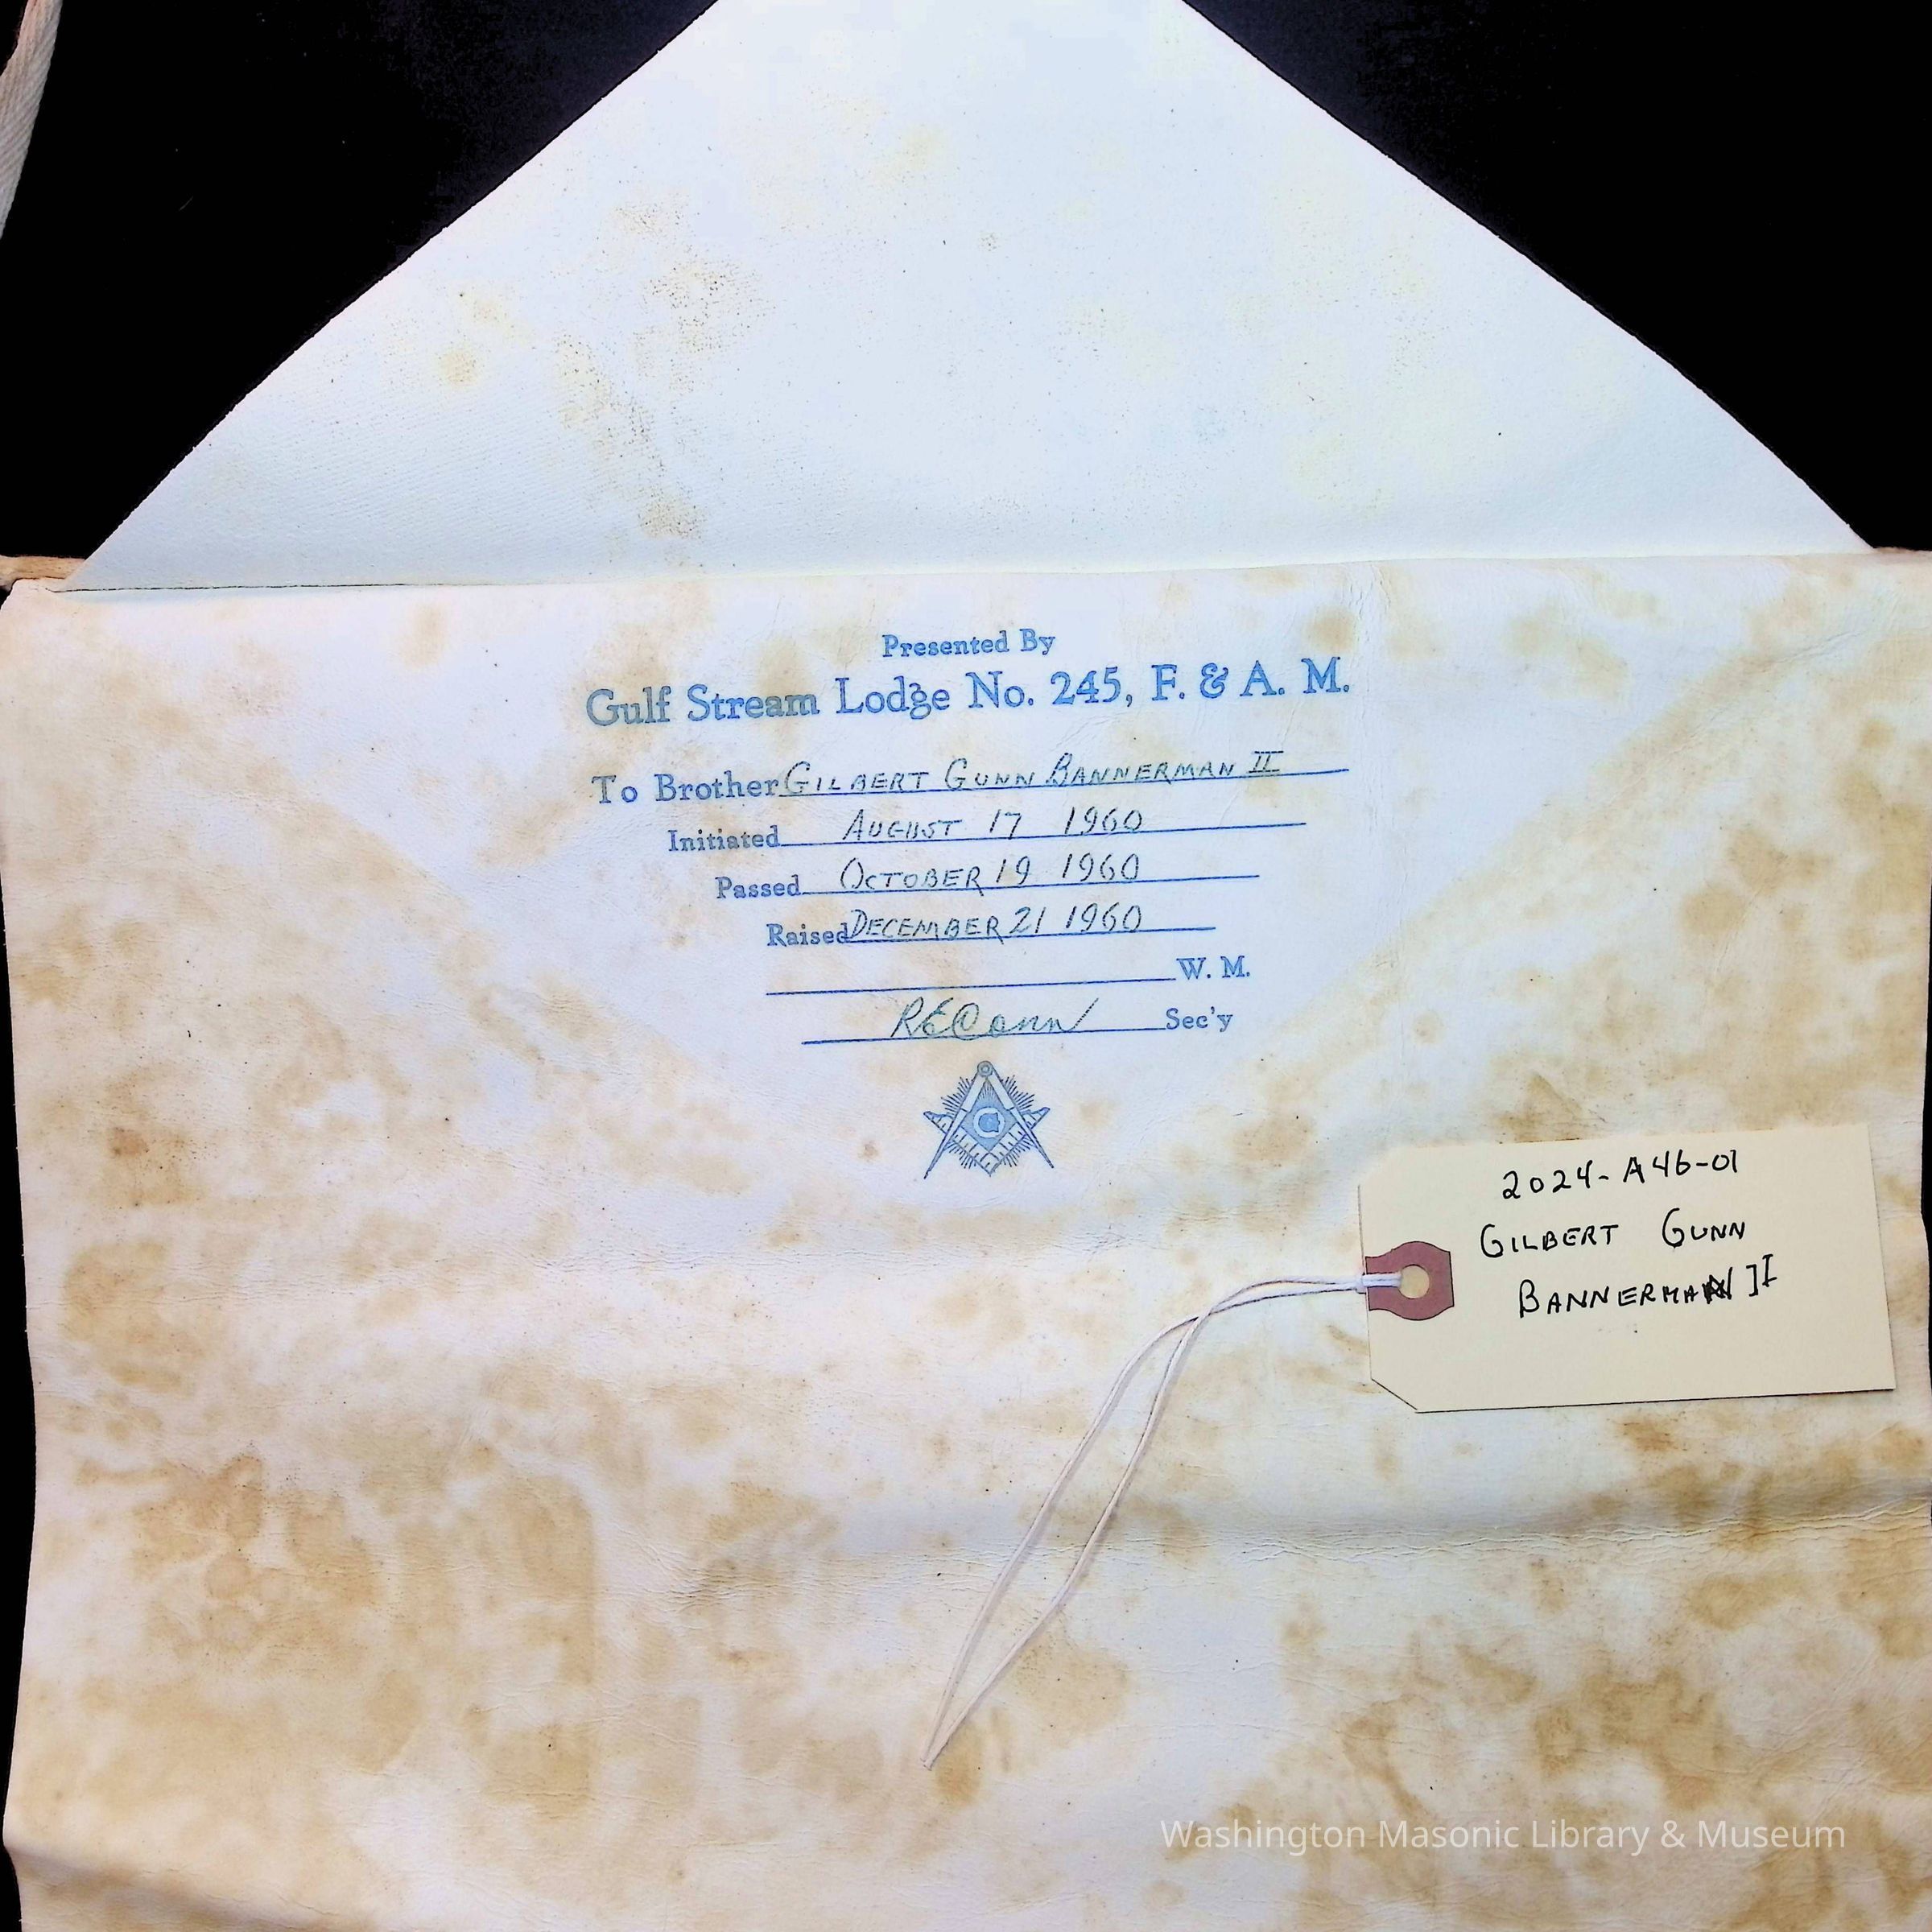 Presented By
Gulf Stream Lodge No. 245, F. & A. M.
To Brother GILBERT GUNN BANNERMAN II
Initiated AUGUST 17 1960
Passed OCTOBER 19 1960
Raised DECEMBER 21 1960
W. M.
REConn Sec'y
G
2024-A46-01
GILBERT GUNN
BANNERMAN II
Washington Masonic Library & Museum